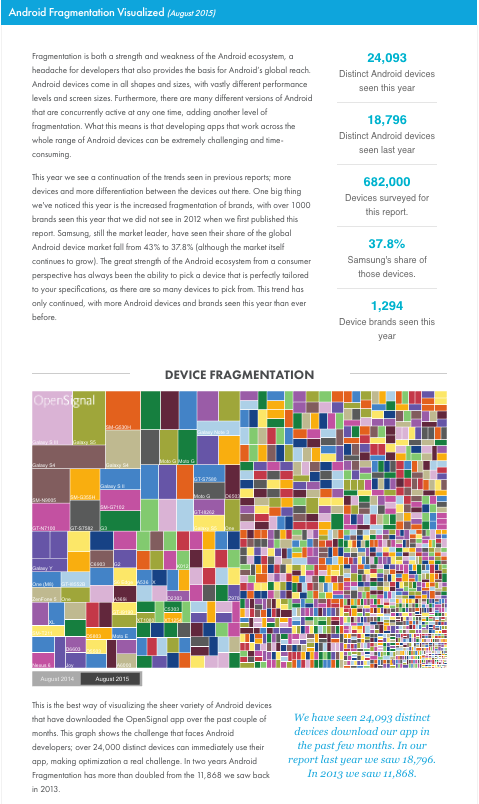 Android Fragmentation Visualized (August 2015)
Fragmentation is both a strength and weakness of the Android ecosystem, a
headache for developers that also provides the basis for Android's global reach.
Android devices come in all shapes and sizes, with vastly different performance
levels and screen sizes. Furthermore, there are many different versions of Android
that are concurrently active at any one time, adding another level of
fragmentation. What this means is that developing apps that work across the
whole range of Android devices can be extremely challenging and time-
consuming.
This year we see a continuation of the trends seen in previous reports; more
devices and more differentiation between the devices out there. One big thing
we've noticed this year is the increased fragmentation of brands, with over 1000
brands seen this year that we did not see in 2012 when we first published this
report. Samsung, still the market leader, have seen their share of the global
Android device market fall from 43% to 37.8% (although the market itself
continues to grow). The great strength of the Android ecosystem from a consumer
perspective has always been the ability to pick a device that is perfectly tailored
to your specifications, as there are so many devices to pick from. This trend has
only continued, with more Android devices and brands seen this year than ever
before.
24,093
Distinct Android devices
seen this year
18,796
Distinct Android devices
seen last year
682,000
Devices surveyed for
this report.
37.8%
Samsung's share of
those devices.
1,294
Device brands seen this
year
DEVICE FRAGMENTATION
OpenSignal
SM-G530H
Galaxy S III
Galaxy S5
Galaxy Note 3
Galaxy S4
Galaxy S4
Moto G
Moto G
GT-S7580
Galaxy S II
SM-N9005
SM-G355H
Moto G
D6503
SM-G7102
GT-I9262
GT-N7100
GT-S7582
G3
One
Galaxy Y
C6903
G2
One (M8)
A536
X
ZenFone 5
One
A369i
D2303
Z970
XL
C5303
XT1068
XT1058
Moto E
D6603
Nexus 5
Joy
August 2014
August 2015
This is the best way of visualizing the sheer variety of Android devices
that have downloaded the OpenSignal app over the past couple of
months. This graph shows the challenge that faces Android
developers; over 24,000 distinct devices can immediately use their
app, making optimization a real challenge. In two years Android
Fragmentation has more than doubled from the 11,868 we saw back
in 2013.
We have seen 24,093 distinct
devices download our app in
the past few months. In our
report last year we saw 18,796.
In 2013 we saw 11,868.